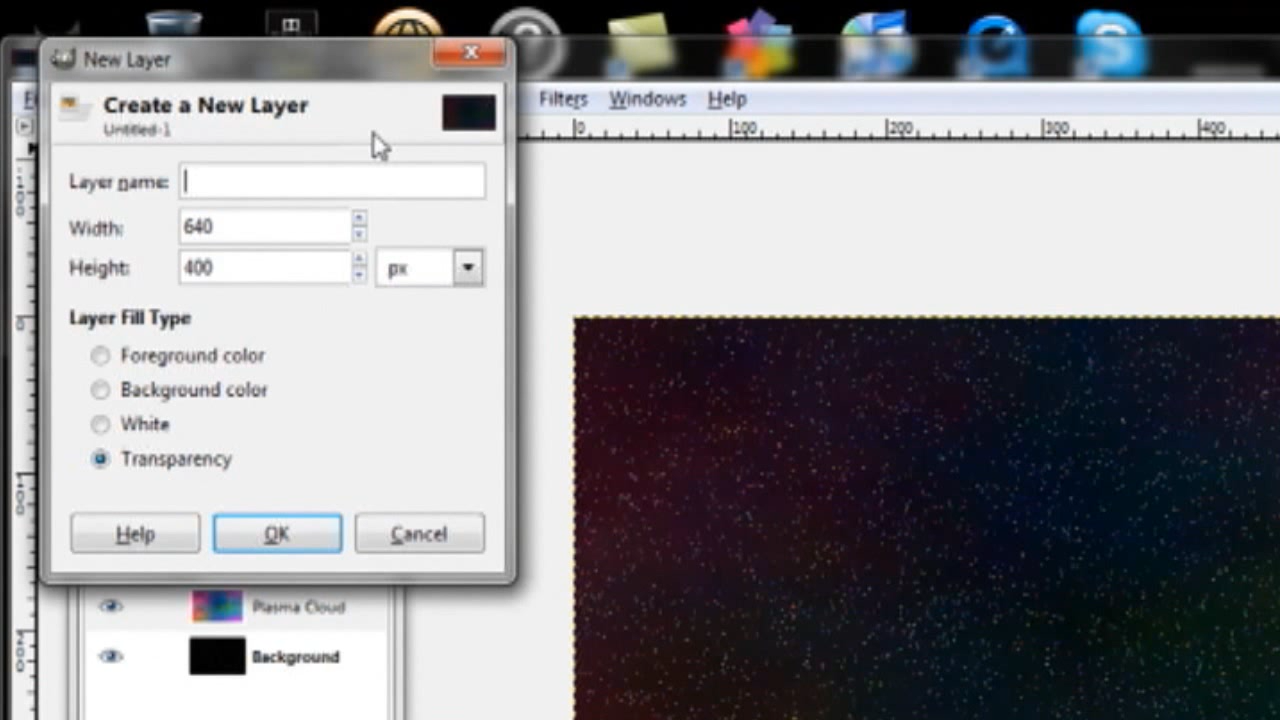 New Layer
Create a New Layer
Untitled-1
Filters Windows Help
0 100 200 300 400
Layer name:
Width: 640
Height: 400 px
Layer Fill Type
Foreground color
Background color
White
Transparency
Help OK Cancel
Plasma Cloud
Background